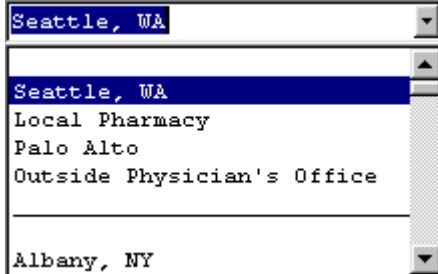 Seattle, WA
Seattle, WA
Local Pharmacy
Palo Alto
Outside Physician's Office
Albany, NY